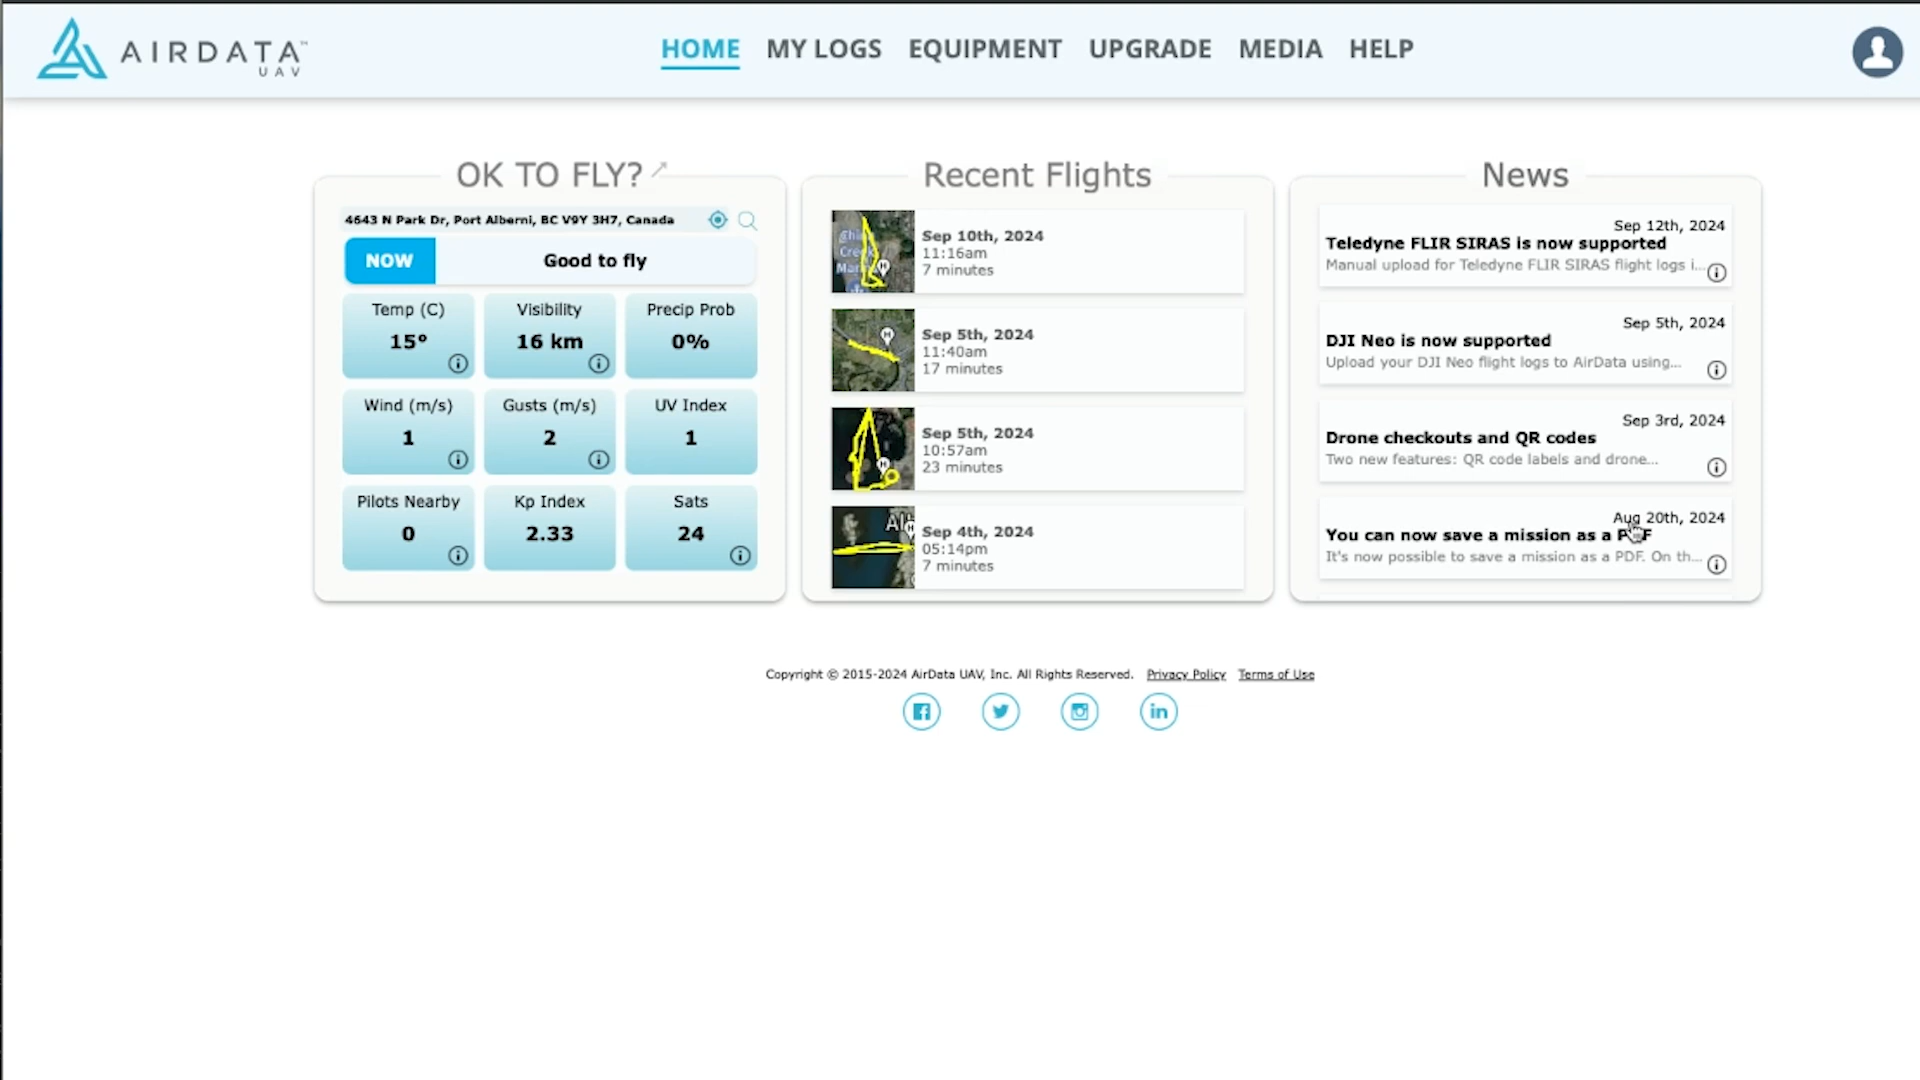 AIRDATA™
UAV
HOME MY LOGS EQUIPMENT UPGRADE MEDIA HELP
OK TO FLY?
4643 N Park Dr, Port Alberni, BC V9Y 3H7, Canada
NOW Good to fly
Temp (C) Visibility Precip Prob
15° 16 km 0%
Wind (m/s) Gusts (m/s) UV Index
1 2 1
Pilots Nearby Kp Index Sats
0 2.33 24
Recent Flights
Sep 10th, 2024
11:16am
7 minutes
Sep 5th, 2024
11:40am
17 minutes
Sep 5th, 2024
10:57am
23 minutes
Sep 4th, 2024
05:14pm
7 minutes
News
Sep 12th, 2024
Teledyne FLIR SIRAS is now supported
Manual upload for Teledyne FLIR SIRAS flight logs i...
Sep 5th, 2024
DJI Neo is now supported
Upload your DJI Neo flight logs to AirData using...
Sep 3rd, 2024
Drone checkouts and QR codes
Two new features: QR code labels and drone...
Aug 20th, 2024
You can now save a mission as a PDF
It's now possible to save a mission as a PDF. On th...
Copyright © 2015-2024 AirData UAV, Inc. All Rights Reserved. Privacy Policy Terms of Use